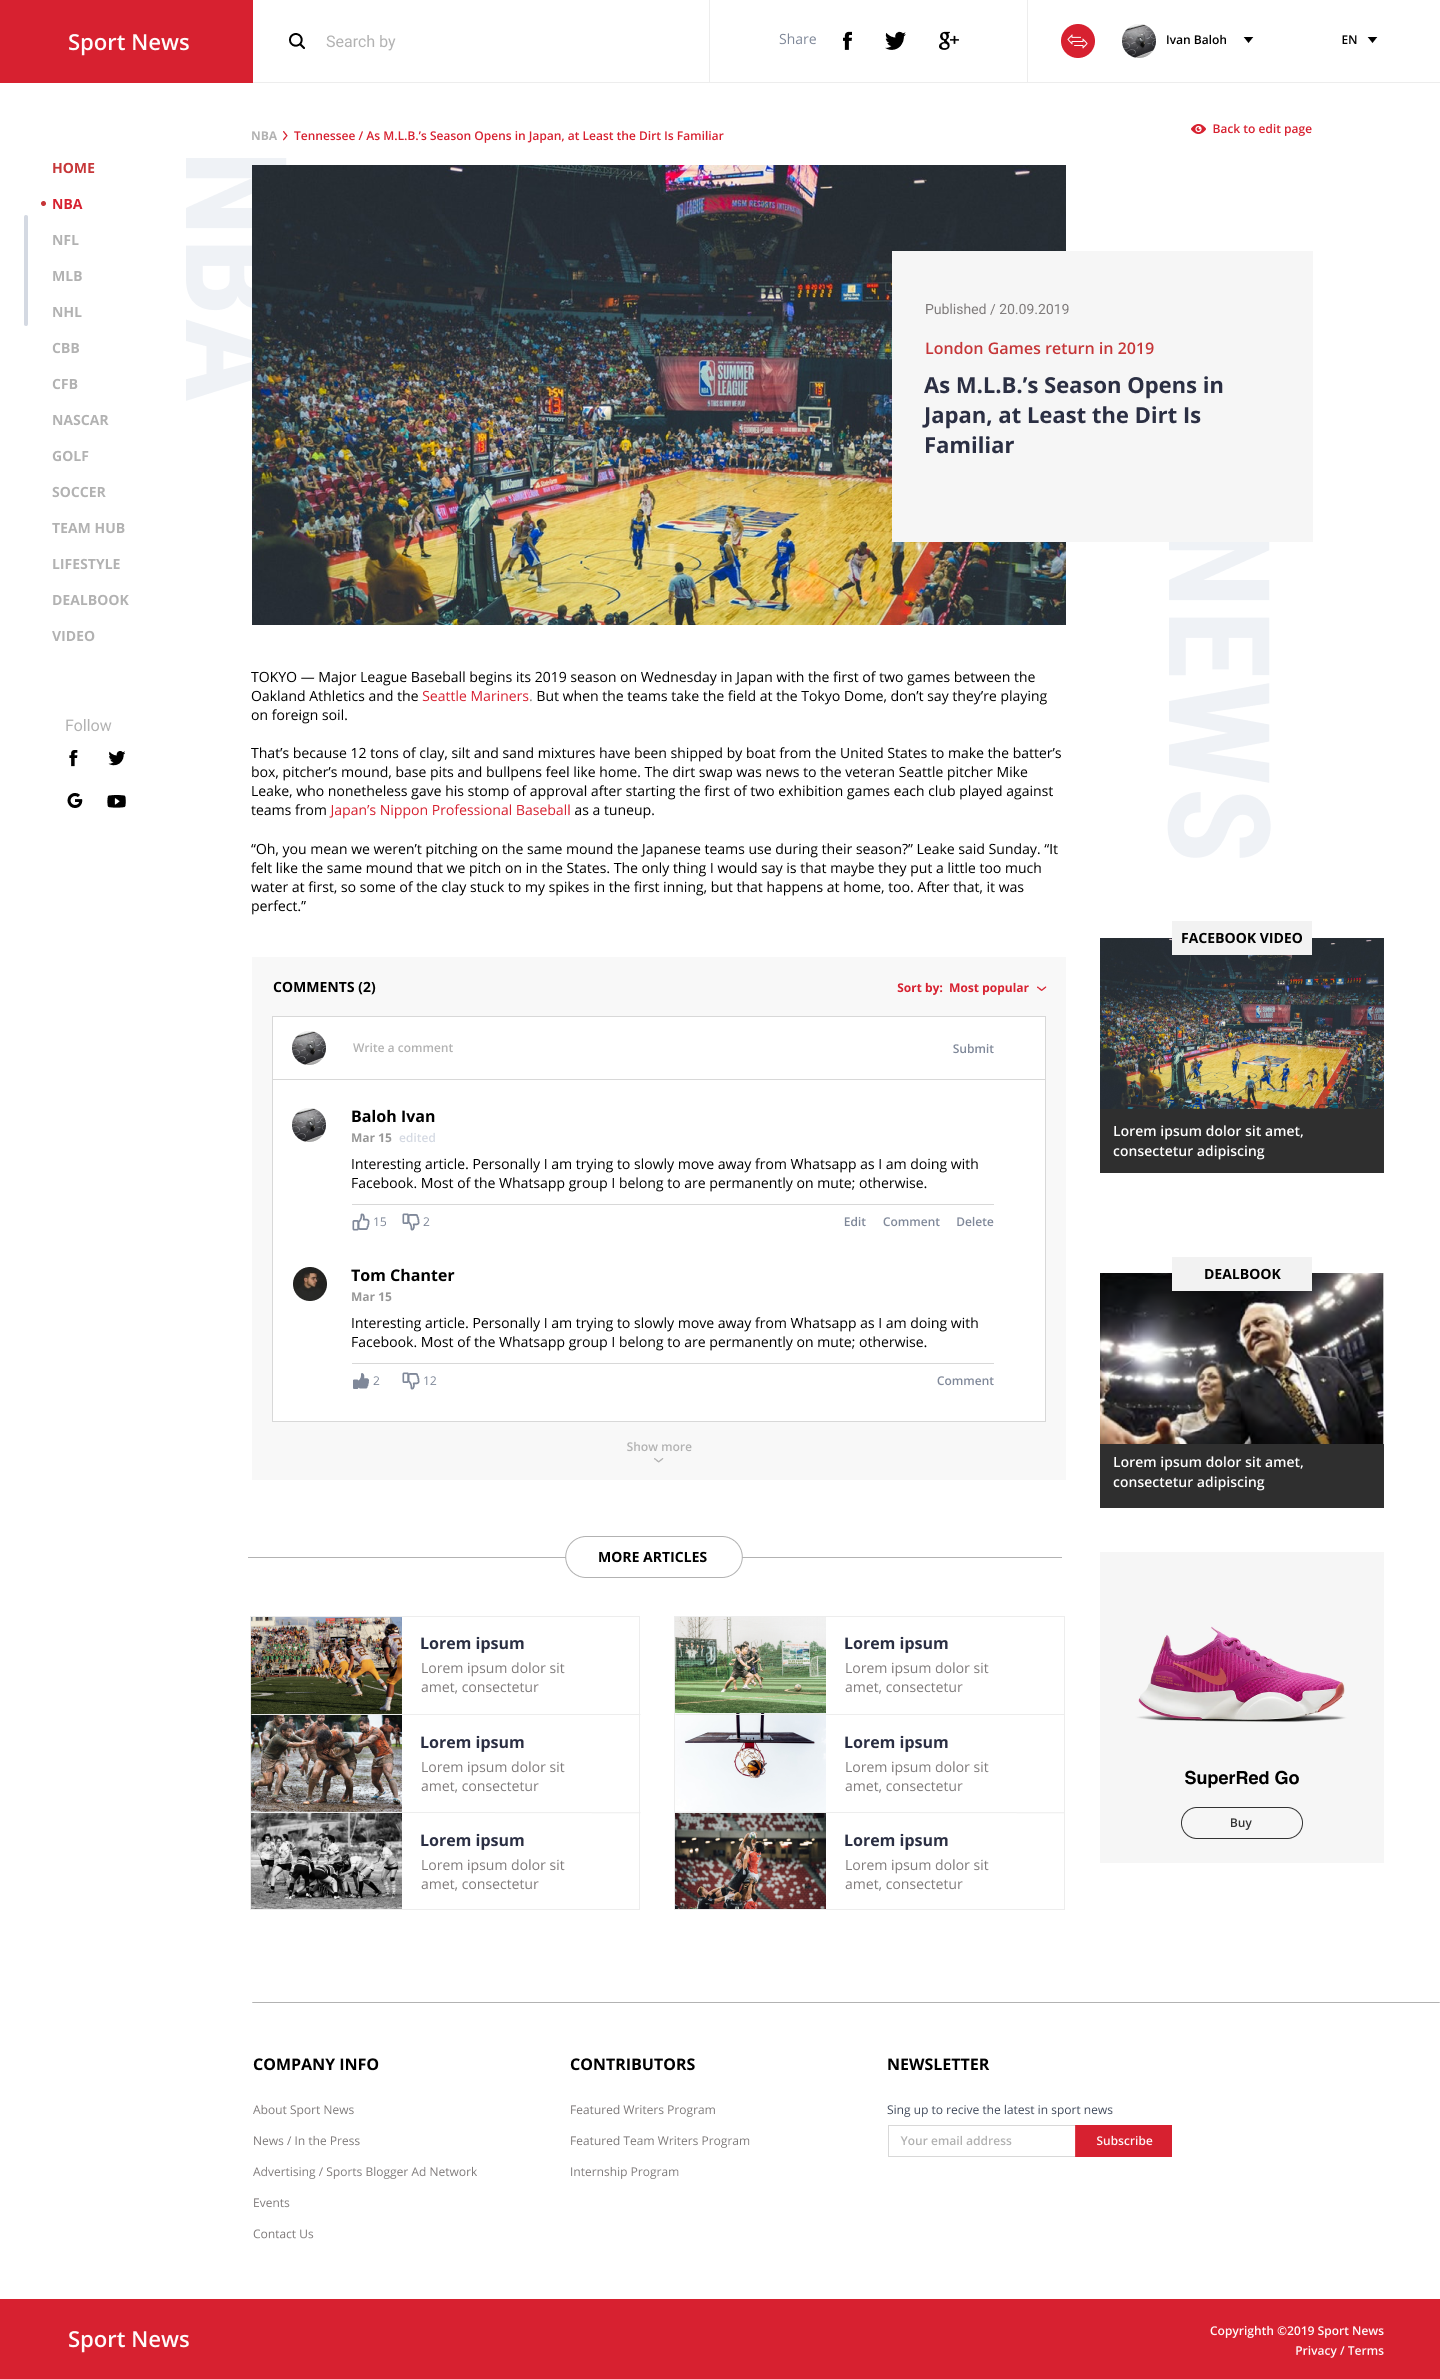 Sport News
Search by
Share
Ivan Baloh
EN
NBA
Tennessee / As M.L.B.’s Season Opens in Japan, at Least the Dirt Is Familiar
Back to edit page
HOME
NBA
NFL
MLB
NHL
CBB
CFB
NASCAR
GOLF
SOCCER
TEAM HUB
LIFESTYLE
DEALBOOK
VIDEO
Follow
NBA
MGM RESORTS INTERNATIONAL
BAR
SUMMER
LEAGUE
Published / 20.09.2019
London Games return in 2019
As M.L.B.’s Season Opens in
Japan, at Least the Dirt Is
Familiar
NEWS
TOKYO — Major League Baseball begins its 2019 season on Wednesday in Japan with the first of two games between the
Oakland Athletics and the Seattle Mariners. But when the teams take the field at the Tokyo Dome, don’t say they’re playing
on foreign soil.
That’s because 12 tons of clay, silt and sand mixtures have been shipped by boat from the United States to make the batter’s
box, pitcher’s mound, base pits and bullpens feel like home. The dirt swap was news to the veteran Seattle pitcher Mike
Leake, who nonetheless gave his stomp of approval after starting the first of two exhibition games each club played against
teams from Japan’s Nippon Professional Baseball as a tuneup.
“Oh, you mean we weren’t pitching on the same mound the Japanese teams use during their season?” Leake said Sunday. “It
felt like the same mound that we pitch on in the States. The only thing I would say is that maybe they put a little too much
water at first, so some of the clay stuck to my spikes in the first inning, but that happens at home, too. After that, it was
perfect.”
COMMENTS (2)
Sort by: Most popular
Write a comment
Submit
Baloh Ivan
Mar 15 edited
Interesting article. Personally I am trying to slowly move away from Whatsapp as I am doing with
Facebook. Most of the Whatsapp group I belong to are permanently on mute; otherwise.
15
2
Edit
Comment
Delete
Tom Chanter
Mar 15
Interesting article. Personally I am trying to slowly move away from Whatsapp as I am doing with
Facebook. Most of the Whatsapp group I belong to are permanently on mute; otherwise.
2
12
Comment
Show more
FACEBOOK VIDEO
Lorem ipsum dolor sit amet,
consectetur adipiscing
DEALBOOK
Lorem ipsum dolor sit amet,
consectetur adipiscing
SuperRed Go
Buy
MORE ARTICLES
Lorem ipsum
Lorem ipsum dolor sit
amet, consectetur
Lorem ipsum
Lorem ipsum dolor sit
amet, consectetur
Lorem ipsum
Lorem ipsum dolor sit
amet, consectetur
Lorem ipsum
Lorem ipsum dolor sit
amet, consectetur
Lorem ipsum
Lorem ipsum dolor sit
amet, consectetur
Lorem ipsum
Lorem ipsum dolor sit
amet, consectetur
COMPANY INFO
About Sport News
News / In the Press
Advertising / Sports Blogger Ad Network
Events
Contact Us
CONTRIBUTORS
Featured Writers Program
Featured Team Writers Program
Internship Program
NEWSLETTER
Sing up to recive the latest in sport news
Your email address
Subscribe
Sport News
Copyrighth ©2019 Sport News
Privacy / Terms